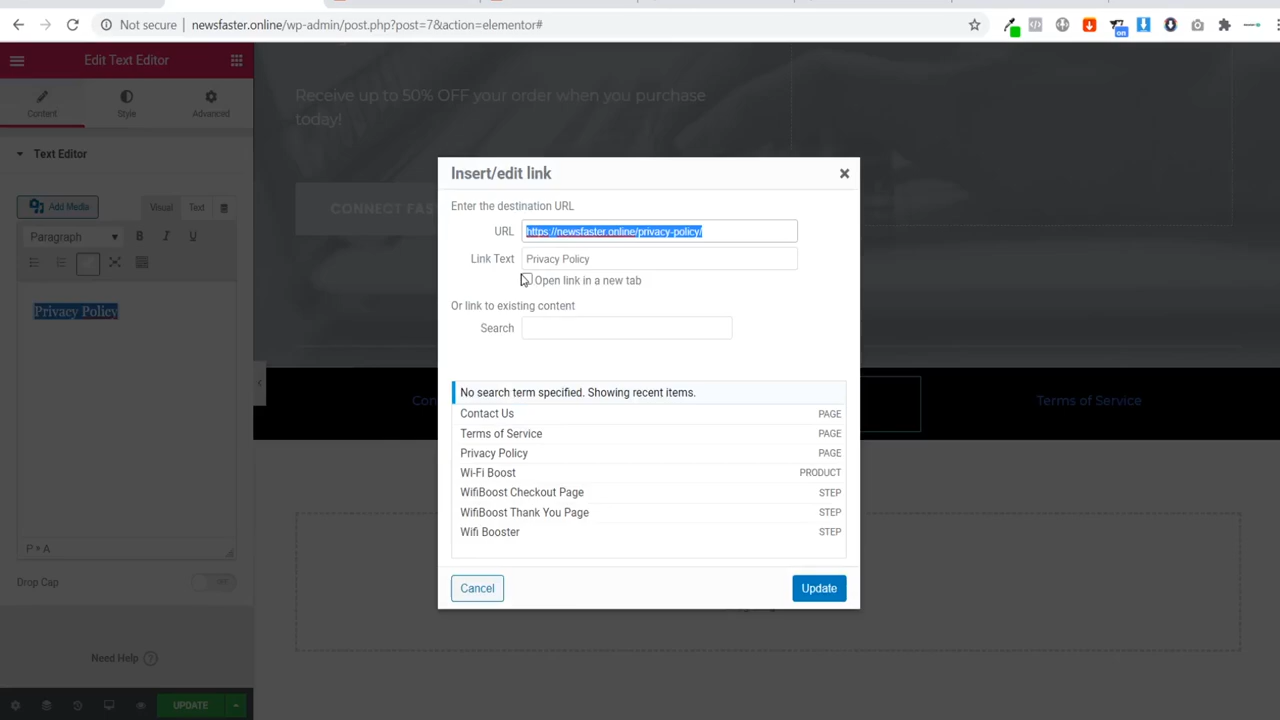 Not secure
newsfaster.online/wp-admin/post.php?post=7&action=elementor#
on
Edit Text Editor
Content
Style
Advanced
Text Editor
Add Media
Visual
Text
Paragraph
B
I
U
Privacy Policy
P » A
Drop Cap
Need Help ?
UPDATE
Receive up to 50% OFF your order when you purchase
today!
CONNECT FAS
Con
Terms of Service
Insert/edit link
Enter the destination URL
URL
https://newsfaster.online/privacy-policy/
Link Text
Privacy Policy
Open link in a new tab
Or link to existing content
Search
No search term specified. Showing recent items.
Contact Us PAGE
Terms of Service PAGE
Privacy Policy PAGE
Wi-Fi Boost PRODUCT
WifiBoost Checkout Page STEP
WifiBoost Thank You Page STEP
Wifi Booster STEP
Cancel
Update